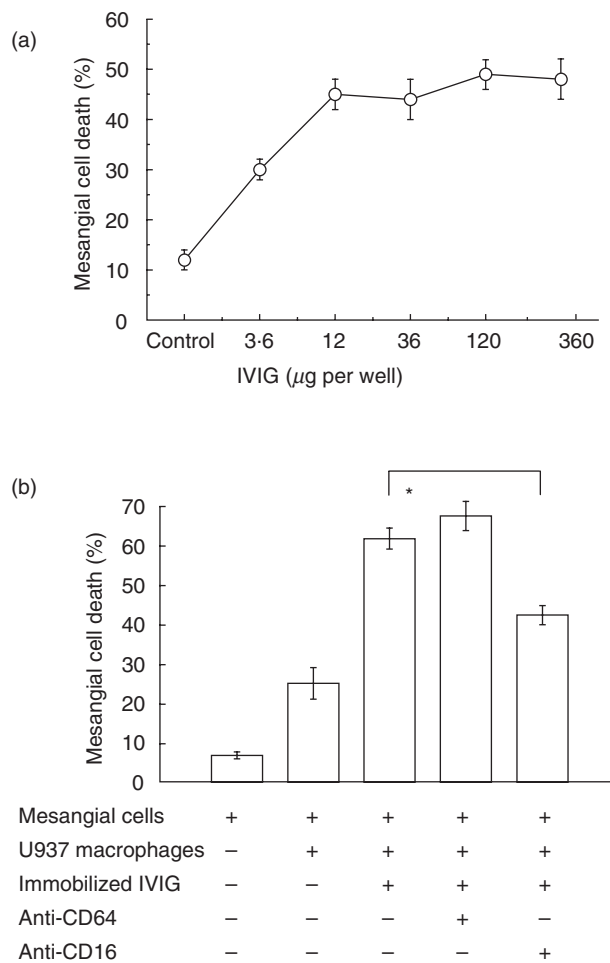 (a)
Mesangial cell death (%)
60
50
40
30
20
10
0
Control 3·6 12 36 120 360
IVIG (μg per well)
(b)
Mesangial cell death (%)
70
60
50
40
30
20
10
0
*
Mesangial cells + + + + +
U937 macrophages – + + + +
Immobilized IVIG – – + + +
Anti-CD64 – – – + –
Anti-CD16 – – – – +